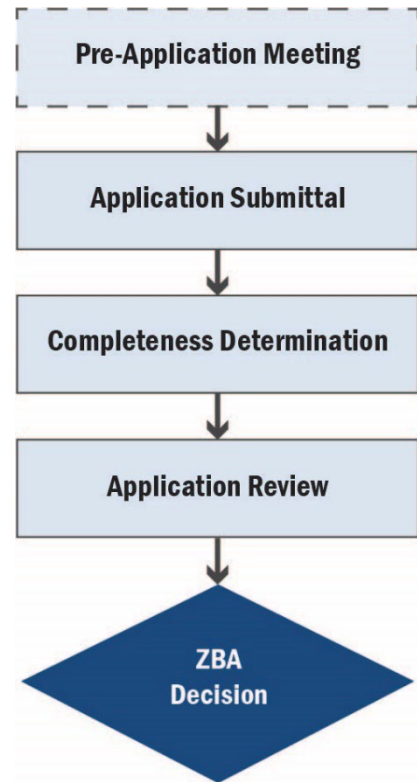 Pre-Application Meeting
Application Submittal
Completeness Determination
Application Review
ZBA
Decision